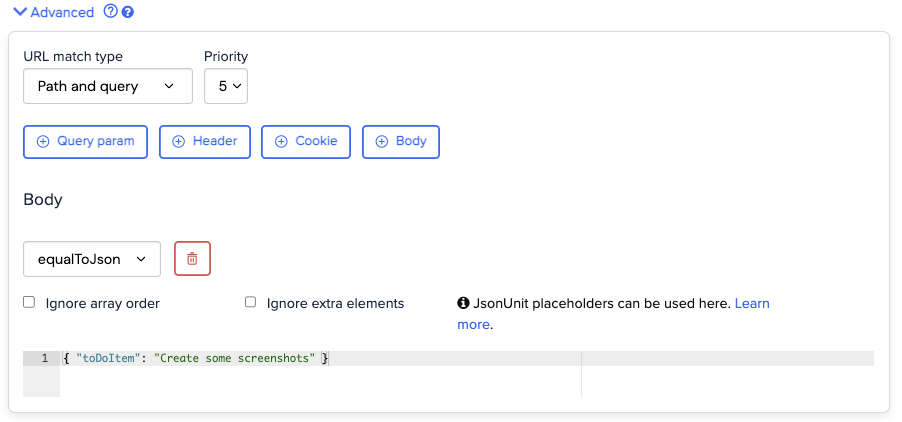 Advanced
URL match type Priority
Path and query 5
Query param Header Cookie Body
Body
equalToJson
Ignore array order Ignore extra elements JsonUnit placeholders can be used here. Learn
more.
1 { "toDoItem": "Create some screenshots" }